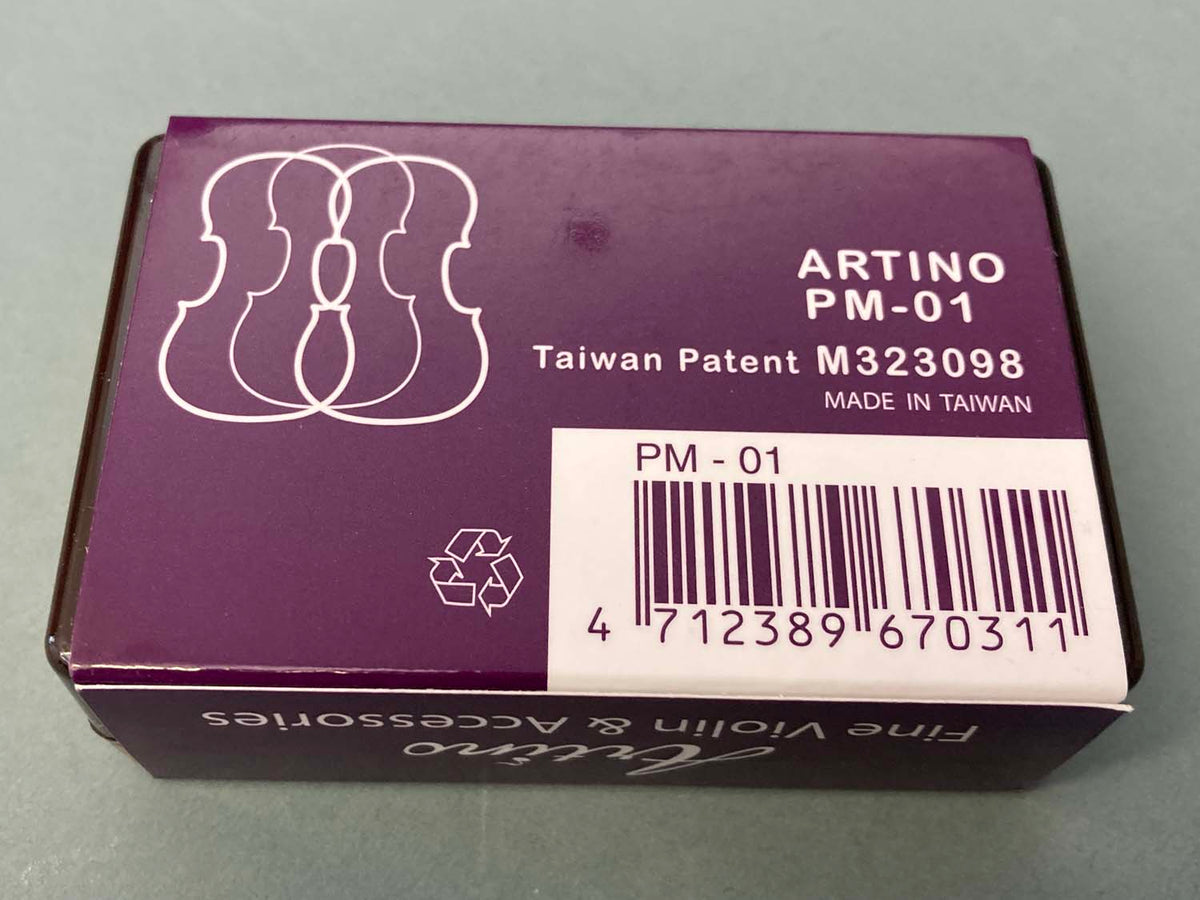 ARTINO
PM-01
Taiwan Patent M323098
MADE IN TAIWAN
PM - 01
4 712389 670311
Artino
Fine Violin & Accessories